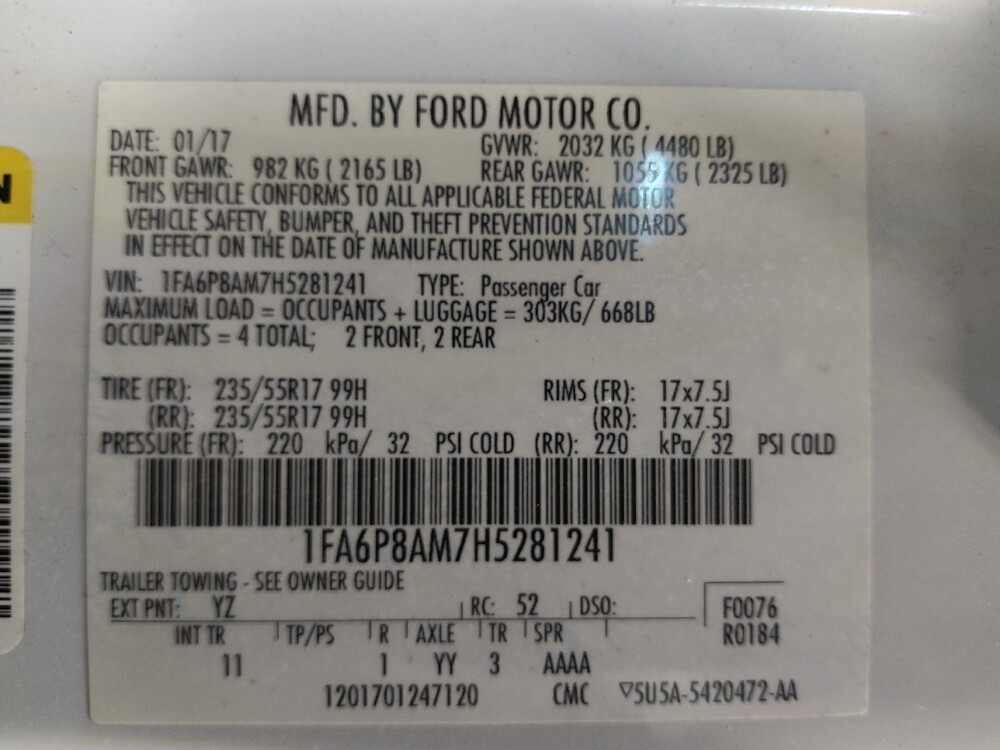 MFD. BY FORD MOTOR CO.
DATE: 01/17 GVWR: 2032 KG ( 4480 LB)
FRONT GAWR: 982 KG ( 2165 LB) REAR GAWR: 1055 KG ( 2325 LB)
THIS VEHICLE CONFORMS TO ALL APPLICABLE FEDERAL MOTOR
VEHICLE SAFETY, BUMPER, AND THEFT PREVENTION STANDARDS
IN EFFECT ON THE DATE OF MANUFACTURE SHOWN ABOVE.
VIN: 1FA6P8AM7H5281241 TYPE: Passenger Car
MAXIMUM LOAD = OCCUPANTS + LUGGAGE = 303KG/ 668LB
OCCUPANTS = 4 TOTAL; 2 FRONT, 2 REAR
TIRE (FR): 235/55R17 99H RIMS (FR): 17x7.5J
(RR): 235/55R17 99H (RR): 17x7.5J
PRESSURE (FR): 220 kPa/ 32 PSI COLD (RR): 220 kPa/ 32 PSI COLD
1FA6P8AM7H5281241
TRAILER TOWING - SEE OWNER GUIDE
EXT PNT: YZ RC: 52 DSO: F0076
INT TR TP/PS R AXLE TR SPR R0184
11 1 YY 3 AAAA
1201701247120 CMC ▽5U5A-5420472-AA
N